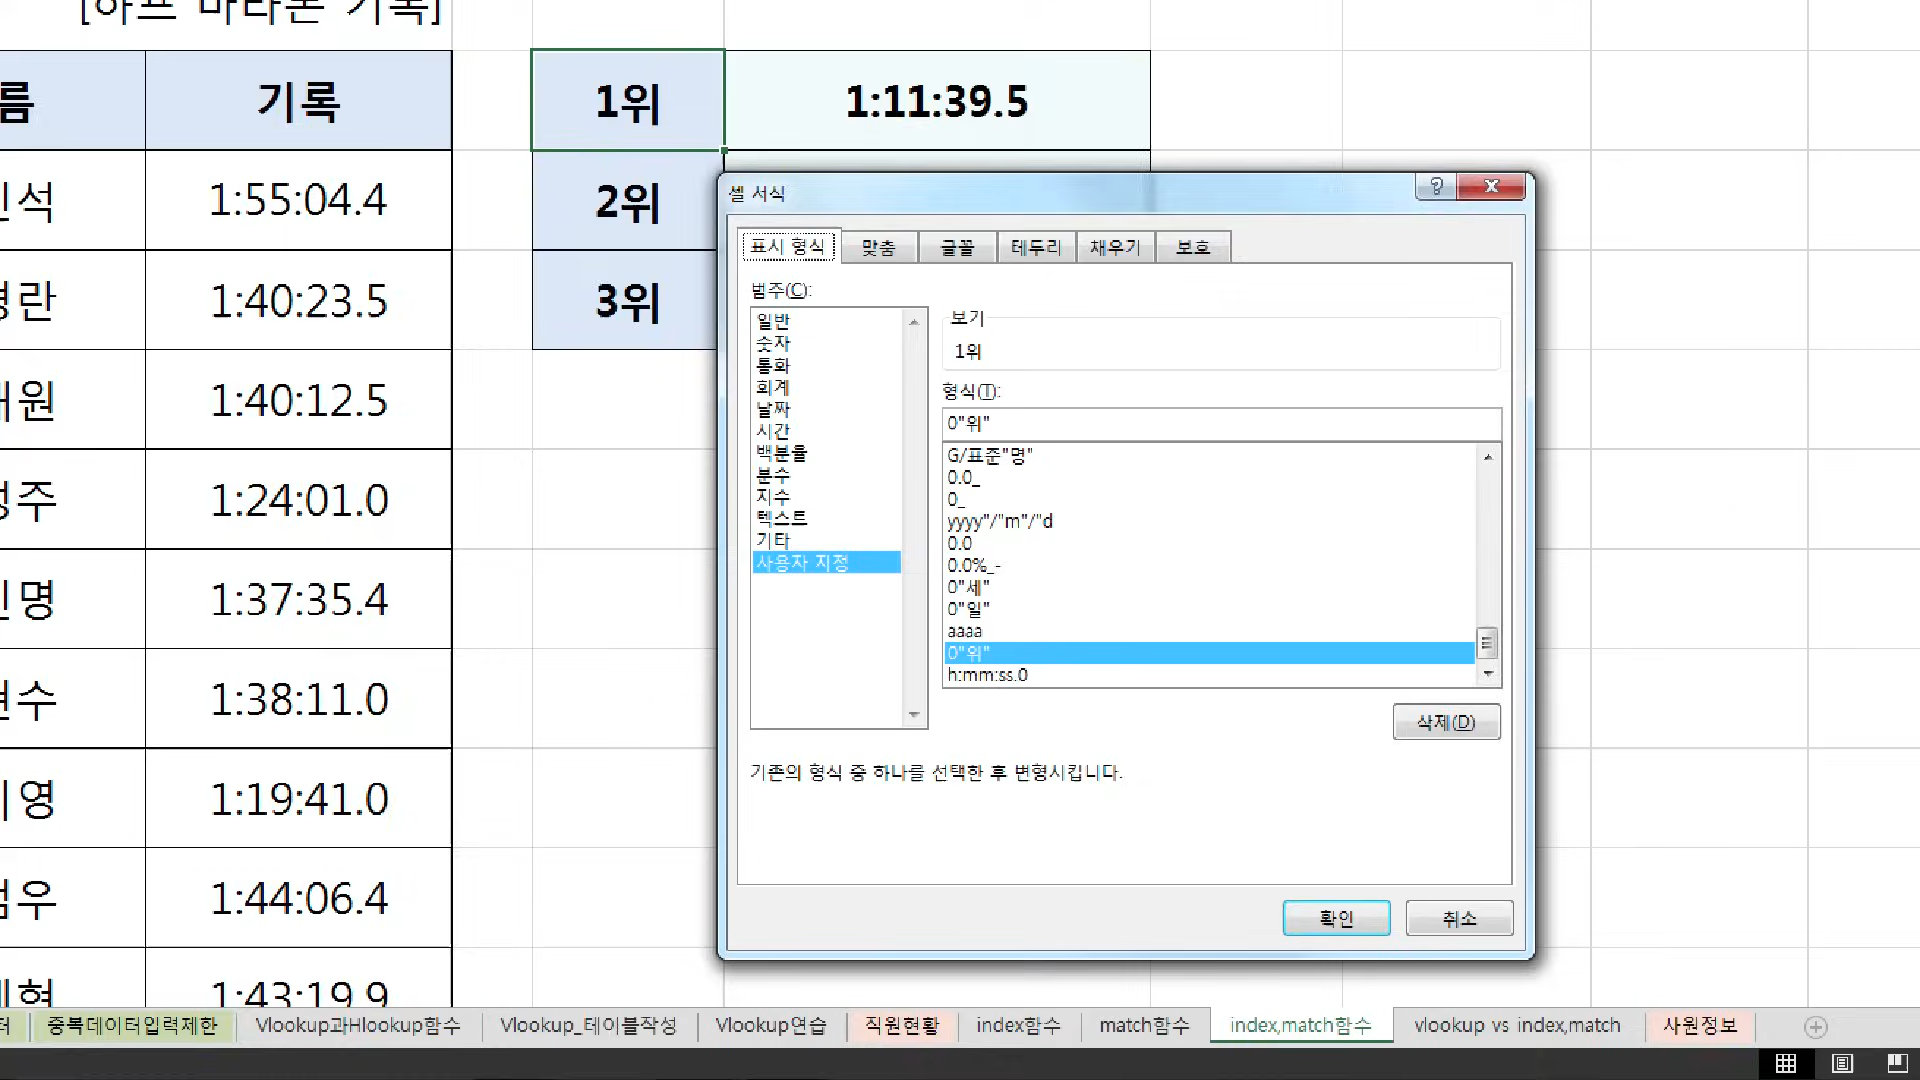 [하프 마라톤 기록]
름 기록
1위 1:11:39.5
2위
3위
민석 1:55:04.4
1:40:23.5
1:40:12.5
1:24:01.0
1:37:35.4
1:38:11.0
1:19:41.0
1:44:06.4
1:43:19.9
셀 서식
표시 형식 맞춤 글꼴 테두리 채우기 보호
범주(C):
일반
숫자
통화
회계
날짜
시간
백분율
분수
지수
텍스트
기타
사용자 지정
보기
1위
형식(T):
0"위"
G/표준"명"
0.0_
0_
yyyy"/"m"/"d
0.0
0.0%_-
0"세"
0"일"
aaaa
0"위"
h:mm:ss.0
삭제(D)
기존의 형식 중 하나를 선택한 후 변형시킵니다.
확인 취소
터 중복데이터입력제한 Vlookup과Hlookup함수 Vlookup_테이블작성 Vlookup연습 직원현황 index함수 match함수 index,match함수 vlookup vs index,match 사원정보